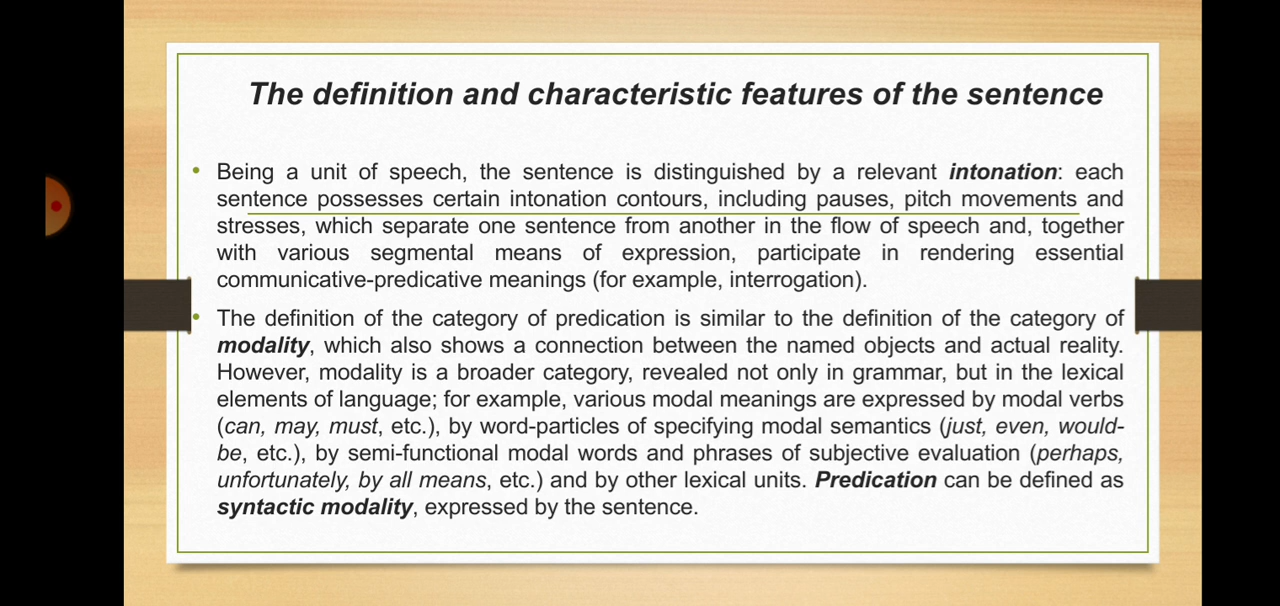 The definition and characteristic features of the sentence
• Being a unit of speech, the sentence is distinguished by a relevant intonation: each
sentence possesses certain intonation contours, including pauses, pitch movements and
stresses, which separate one sentence from another in the flow of speech and, together
with various segmental means of expression, participate in rendering essential
communicative-predicative meanings (for example, interrogation).
• The definition of the category of predication is similar to the definition of the category of
modality, which also shows a connection between the named objects and actual reality.
However, modality is a broader category, revealed not only in grammar, but in the lexical
elements of language; for example, various modal meanings are expressed by modal verbs
(can, may, must, etc.), by word-particles of specifying modal semantics (just, even, would-
be, etc.), by semi-functional modal words and phrases of subjective evaluation (perhaps,
unfortunately, by all means, etc.) and by other lexical units. Predication can be defined as
syntactic modality, expressed by the sentence.